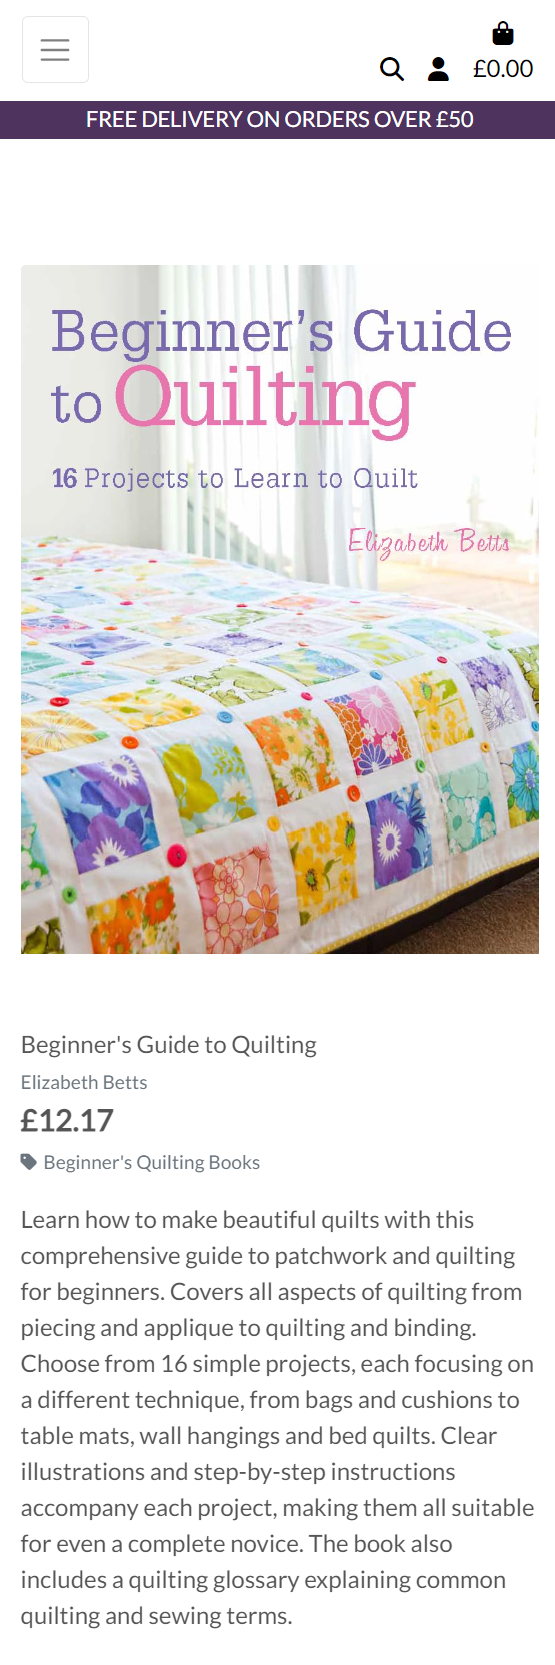 £0.00
FREE DELIVERY ON ORDERS OVER £50
Beginner's Guide
to Quilting
16 Projects to Learn to Quilt
Elizabeth Betts
Beginner's Guide to Quilting
Elizabeth Betts
£12.17
Beginner's Quilting Books
Learn how to make beautiful quilts with this
comprehensive guide to patchwork and quilting
for beginners. Covers all aspects of quilting from
piecing and applique to quilting and binding.
Choose from 16 simple projects, each focusing on
a different technique, from bags and cushions to
table mats, wall hangings and bed quilts. Clear
illustrations and step-by-step instructions
accompany each project, making them all suitable
for even a complete novice. The book also
includes a quilting glossary explaining common
quilting and sewing terms.